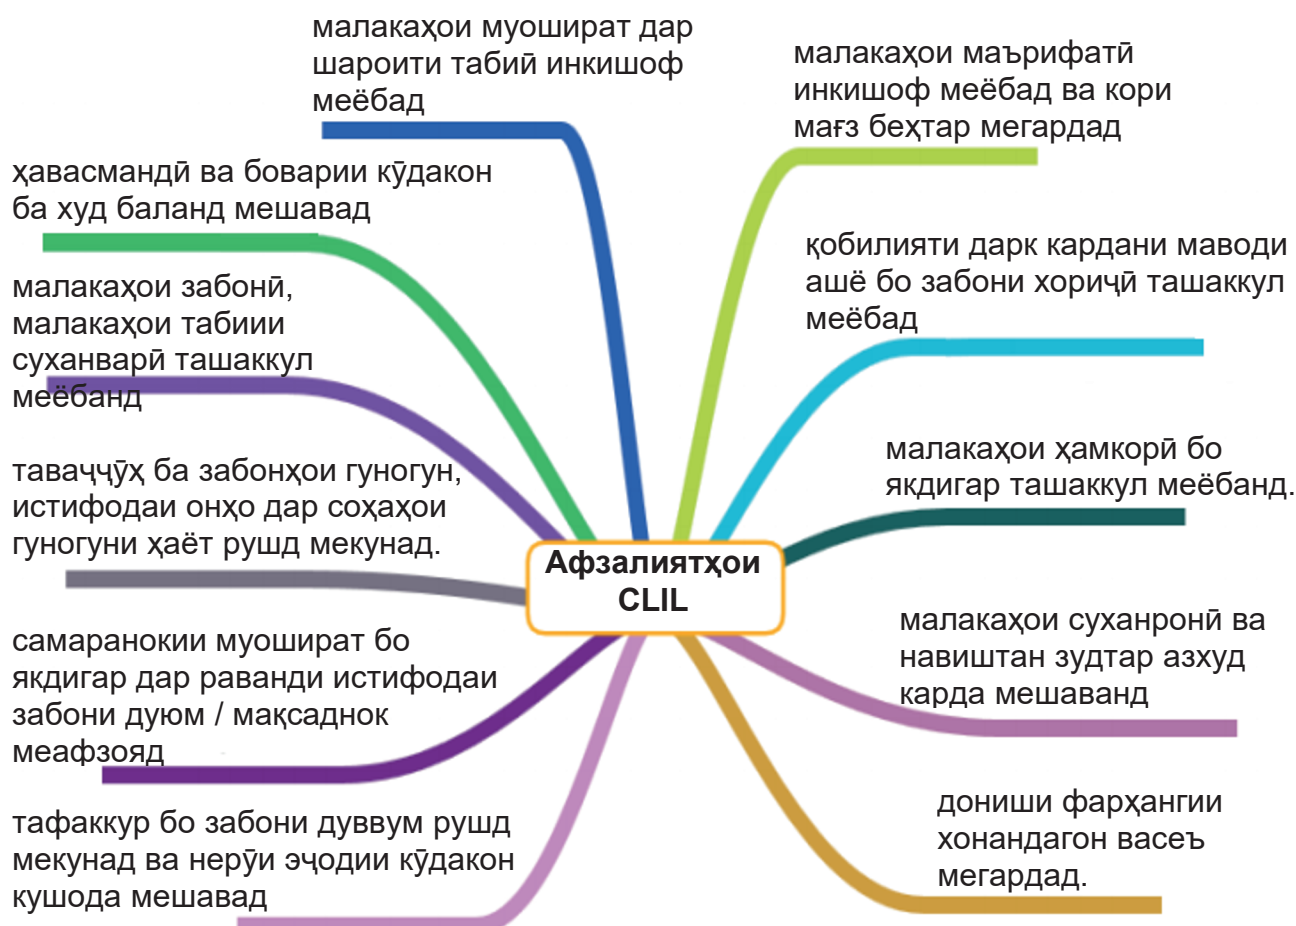 малакаҳои муошират дар
шароити табиӣ инкишоф
меёбад
малакаҳои маърифатӣ
инкишоф меёбад ва кори
мағз беҳтар мегардад
ҳавасмандӣ ва боварии кӯдакон
ба худ баланд мешавад
қобилияти дарк кардани маводи
ашё бо забони хориҷӣ ташаккул
меёбад
малакаҳои забонӣ,
малакаҳои табиии
суханварӣ ташаккул
меёбанд
малакаҳои ҳамкорӣ бо
якдигар ташаккул меёбанд.
таваҷҷӯҳ ба забонҳои гуногун,
истифодаи онҳо дар соҳаҳои
гуногуни ҳаёт рушд мекунад.
Афзалиятҳои
CLIL
малакаҳои суханронӣ ва
навиштан зудтар азхуд
карда мешаванд
самаранокии муошират бо
якдигар дар раванди истифодаи
забони дуюм / мақсаднок
меафзояд
дониши фарҳангии
хонандагон васеъ
мегардад.
тафаккур бо забони дуввум рушд
мекунад ва нерӯи эҷодии кӯдакон
кушода мешавад